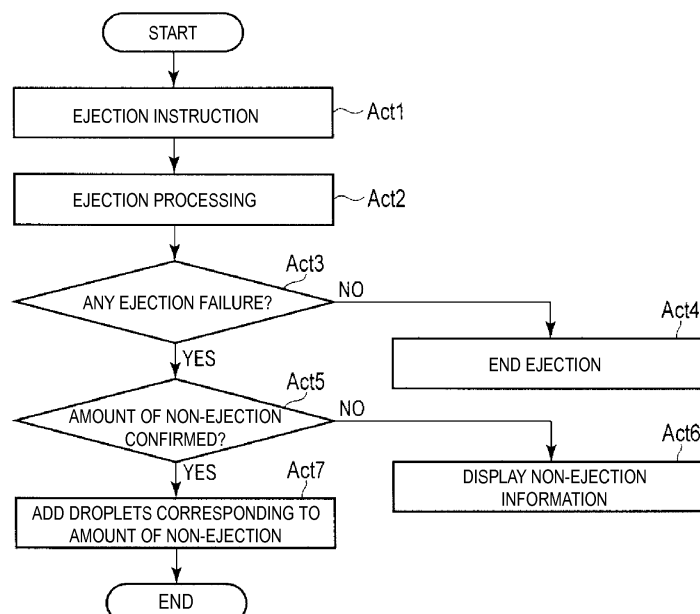 START
EJECTION INSTRUCTION
Act1
EJECTION PROCESSING
Act2
Act3
ANY EJECTION FAILURE?
NO
Act4
END EJECTION
YES
Act5
AMOUNT OF NON-EJECTION
CONFIRMED?
NO
Act6
DISPLAY NON-EJECTION
INFORMATION
YES
Act7
ADD DROPLETS CORRESPONDING TO
AMOUNT OF NON-EJECTION
END